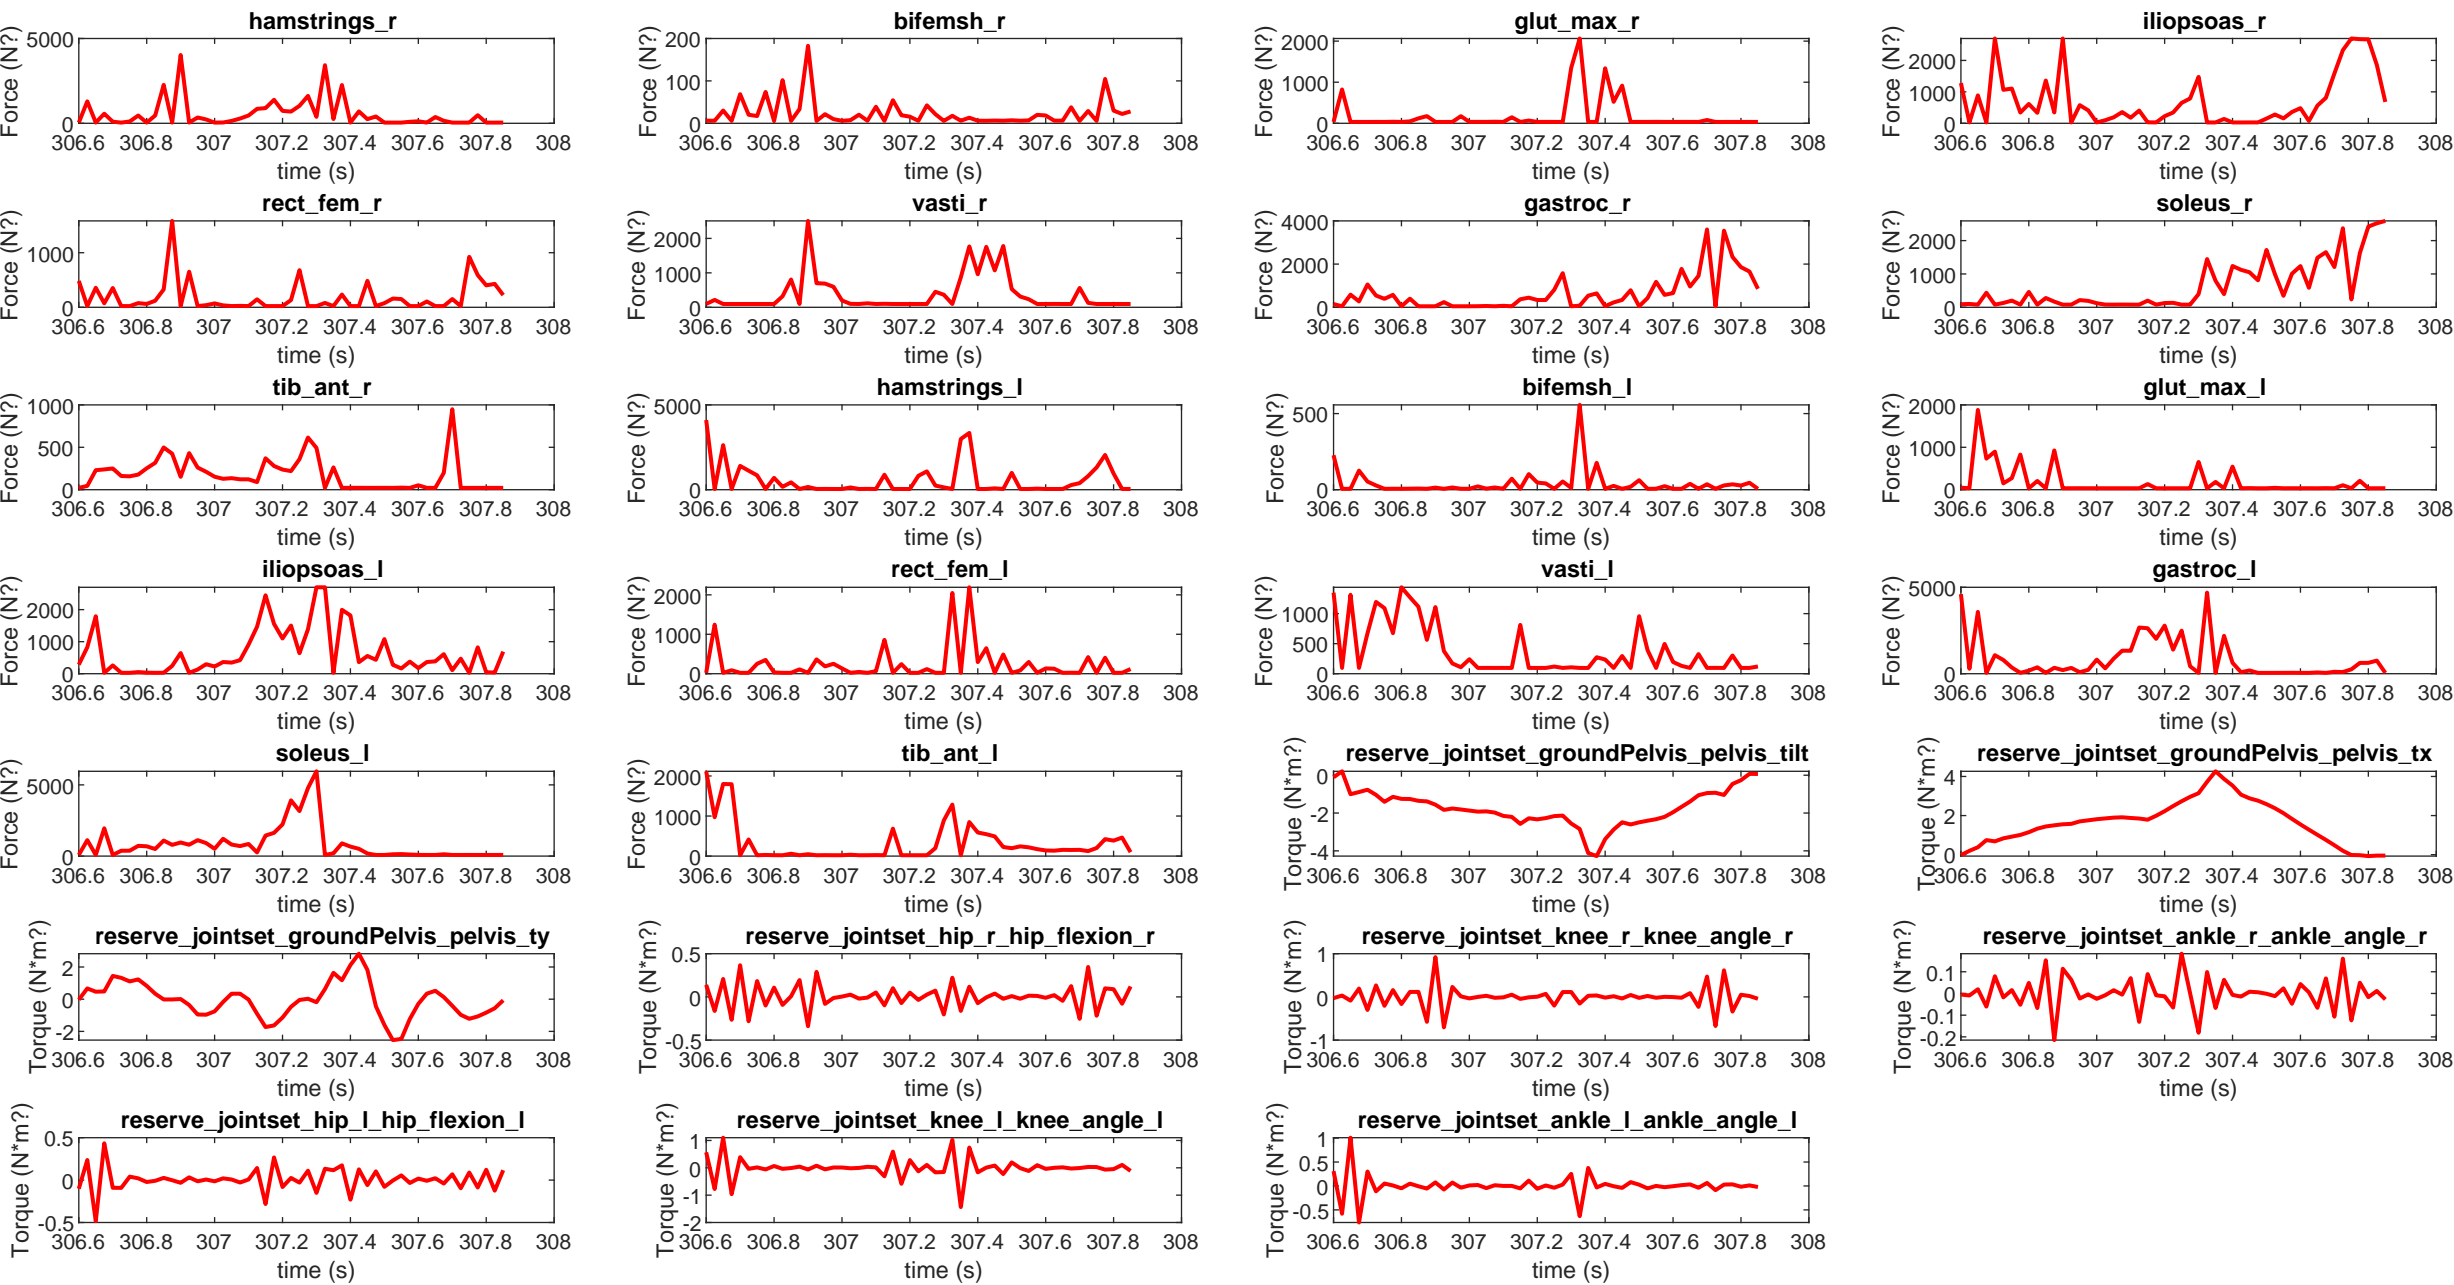 hamstrings_r
Force (N?)
5000
0
306.6 306.8 307 307.2 307.4 307.6 307.8 308
time (s)
bifemsh_r
Force (N?)
200
100
0
306.6 306.8 307 307.2 307.4 307.6 307.8 308
time (s)
glut_max_r
Force (N?)
2000
1000
0
306.6 306.8 307 307.2 307.4 307.6 307.8 308
time (s)
iliopsoas_r
Force (N?)
2000
1000
0
306.6 306.8 307 307.2 307.4 307.6 307.8 308
time (s)
rect_fem_r
Force (N?)
1000
0
306.6 306.8 307 307.2 307.4 307.6 307.8 308
time (s)
vasti_r
Force (N?)
2000
1000
0
306.6 306.8 307 307.2 307.4 307.6 307.8 308
time (s)
gastroc_r
Force (N?)
4000
2000
0
306.6 306.8 307 307.2 307.4 307.6 307.8 308
time (s)
soleus_r
Force (N?)
2000
1000
0
306.6 306.8 307 307.2 307.4 307.6 307.8 308
time (s)
tib_ant_r
Force (N?)
1000
500
0
306.6 306.8 307 307.2 307.4 307.6 307.8 308
time (s)
hamstrings_l
Force (N?)
5000
0
306.6 306.8 307 307.2 307.4 307.6 307.8 308
time (s)
bifemsh_l
Force (N?)
500
0
306.6 306.8 307 307.2 307.4 307.6 307.8 308
time (s)
glut_max_l
Force (N?)
2000
1000
0
306.6 306.8 307 307.2 307.4 307.6 307.8 308
time (s)
iliopsoas_l
Force (N?)
2000
1000
0
306.6 306.8 307 307.2 307.4 307.6 307.8 308
time (s)
rect_fem_l
Force (N?)
2000
1000
0
306.6 306.8 307 307.2 307.4 307.6 307.8 308
time (s)
vasti_l
Force (N?)
1000
500
0
306.6 306.8 307 307.2 307.4 307.6 307.8 308
time (s)
gastroc_l
Force (N?)
5000
0
306.6 306.8 307 307.2 307.4 307.6 307.8 308
time (s)
soleus_l
Force (N?)
5000
0
306.6 306.8 307 307.2 307.4 307.6 307.8 308
time (s)
tib_ant_l
Force (N?)
2000
1000
0
306.6 306.8 307 307.2 307.4 307.6 307.8 308
time (s)
reserve_jointset_groundPelvis_pelvis_tilt
Torque (N*m?)
0
-2
-4
306.6 306.8 307 307.2 307.4 307.6 307.8 308
time (s)
reserve_jointset_groundPelvis_pelvis_tx
Torque (N*m?)
4
2
0
306.6 306.8 307 307.2 307.4 307.6 307.8 308
time (s)
reserve_jointset_groundPelvis_pelvis_ty
Torque (N*m?)
2
0
-2
306.6 306.8 307 307.2 307.4 307.6 307.8 308
time (s)
reserve_jointset_hip_r_hip_flexion_r
Torque (N*m?)
0.5
0
-0.5
306.6 306.8 307 307.2 307.4 307.6 307.8 308
time (s)
reserve_jointset_knee_r_knee_angle_r
Torque (N*m?)
1
0
-1
306.6 306.8 307 307.2 307.4 307.6 307.8 308
time (s)
reserve_jointset_ankle_r_ankle_angle_r
Torque (N*m?)
0.1
0
-0.1
-0.2
306.6 306.8 307 307.2 307.4 307.6 307.8 308
time (s)
reserve_jointset_hip_l_hip_flexion_l
Torque (N*m?)
0.5
0
-0.5
306.6 306.8 307 307.2 307.4 307.6 307.8 308
time (s)
reserve_jointset_knee_l_knee_angle_l
Torque (N*m?)
1
0
-1
-2
306.6 306.8 307 307.2 307.4 307.6 307.8 308
time (s)
reserve_jointset_ankle_l_ankle_angle_l
Torque (N*m?)
1
0.5
0
-0.5
306.6 306.8 307 307.2 307.4 307.6 307.8 308
time (s)